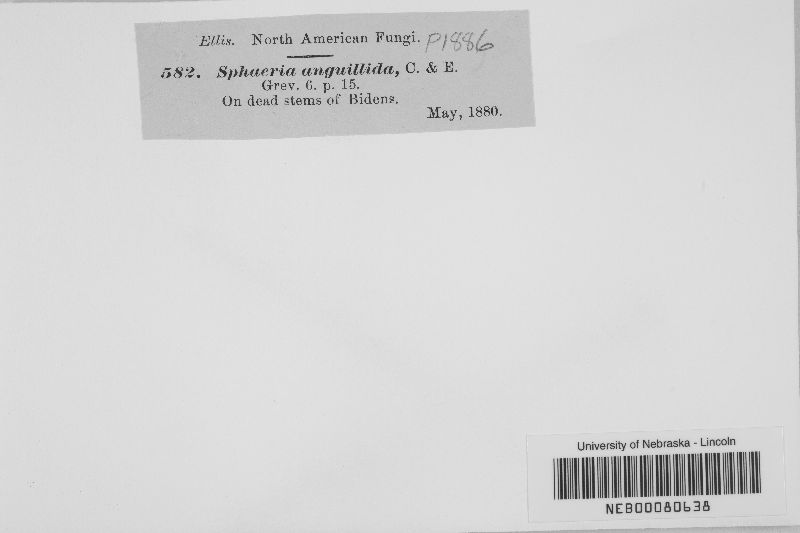 Ellis. North American Fungi. P1886
582. Sphaeria anguillida, C. & E.
Grev. 6. p. 15.
On dead stems of Bidens.
May, 1880.
University of Nebraska - Lincoln
NEB00080638